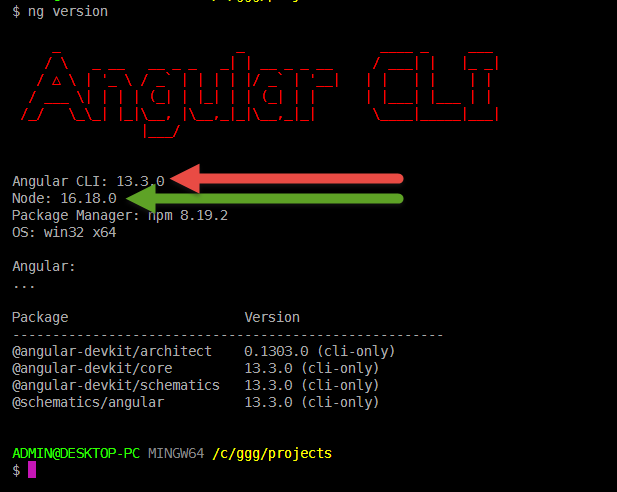 $ ng version
Angular CLI
Angular CLI: 13.3.0
Node: 16.18.0
Package Manager: npm 8.19.2
OS: win32 x64
Angular:
...
Package Version
------------------------------------------------------
@angular-devkit/architect 0.1303.0 (cli-only)
@angular-devkit/core 13.3.0 (cli-only)
@angular-devkit/schematics 13.3.0 (cli-only)
@schematics/angular 13.3.0 (cli-only)
ADMIN@DESKTOP-PC MINGW64 /c/ggg/projects
$